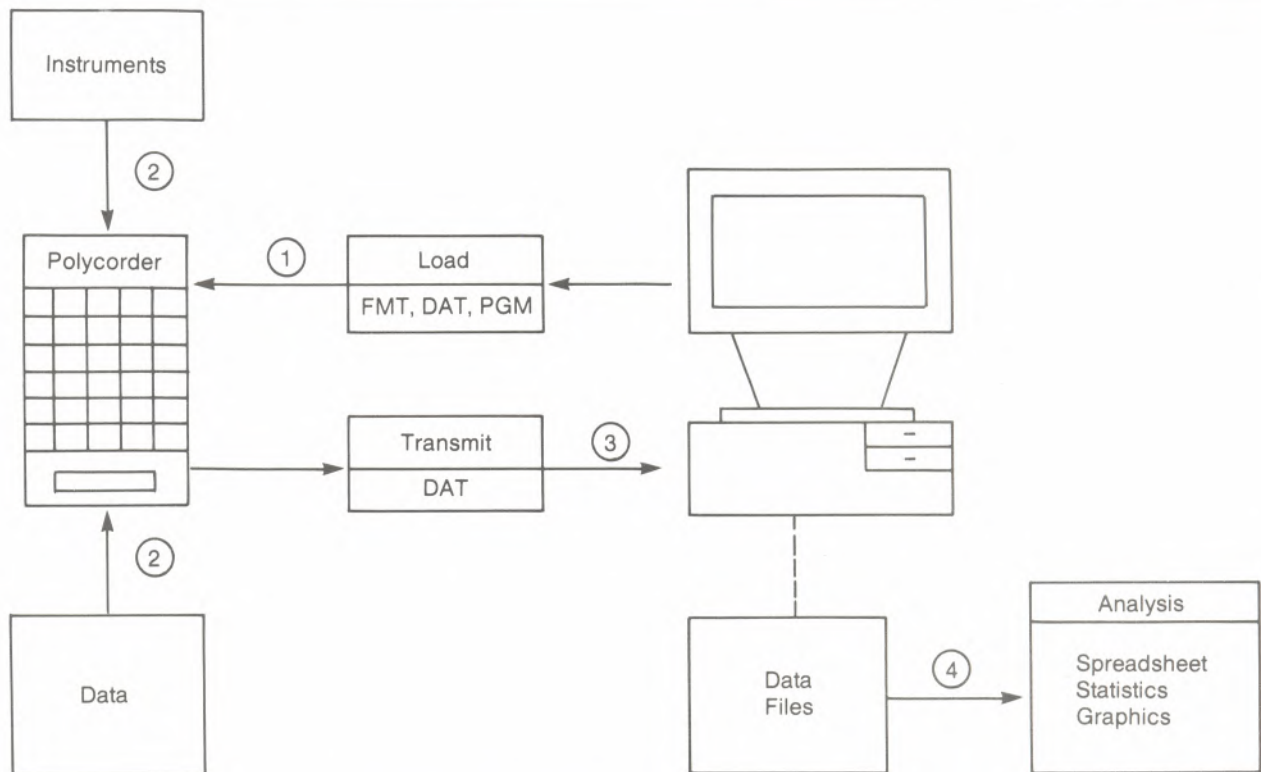 Instruments
2
Polycorder
1
Load
FMT, DAT, PGM
Transmit
DAT
3
2
Data
Data
Files
4
Analysis
Spreadsheet
Statistics
Graphics